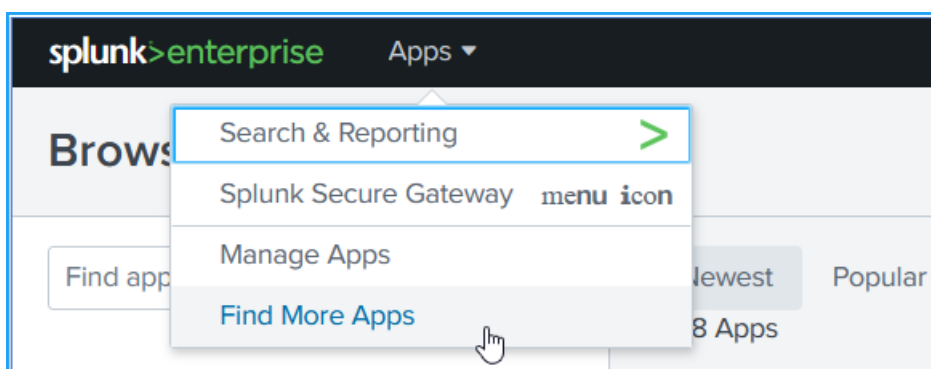 splunk>enterprise Apps
Search & Reporting >
Brows
Splunk Secure Gateway menu icon
Manage Apps
Find app
Newest Popular
Find More Apps
8 Apps